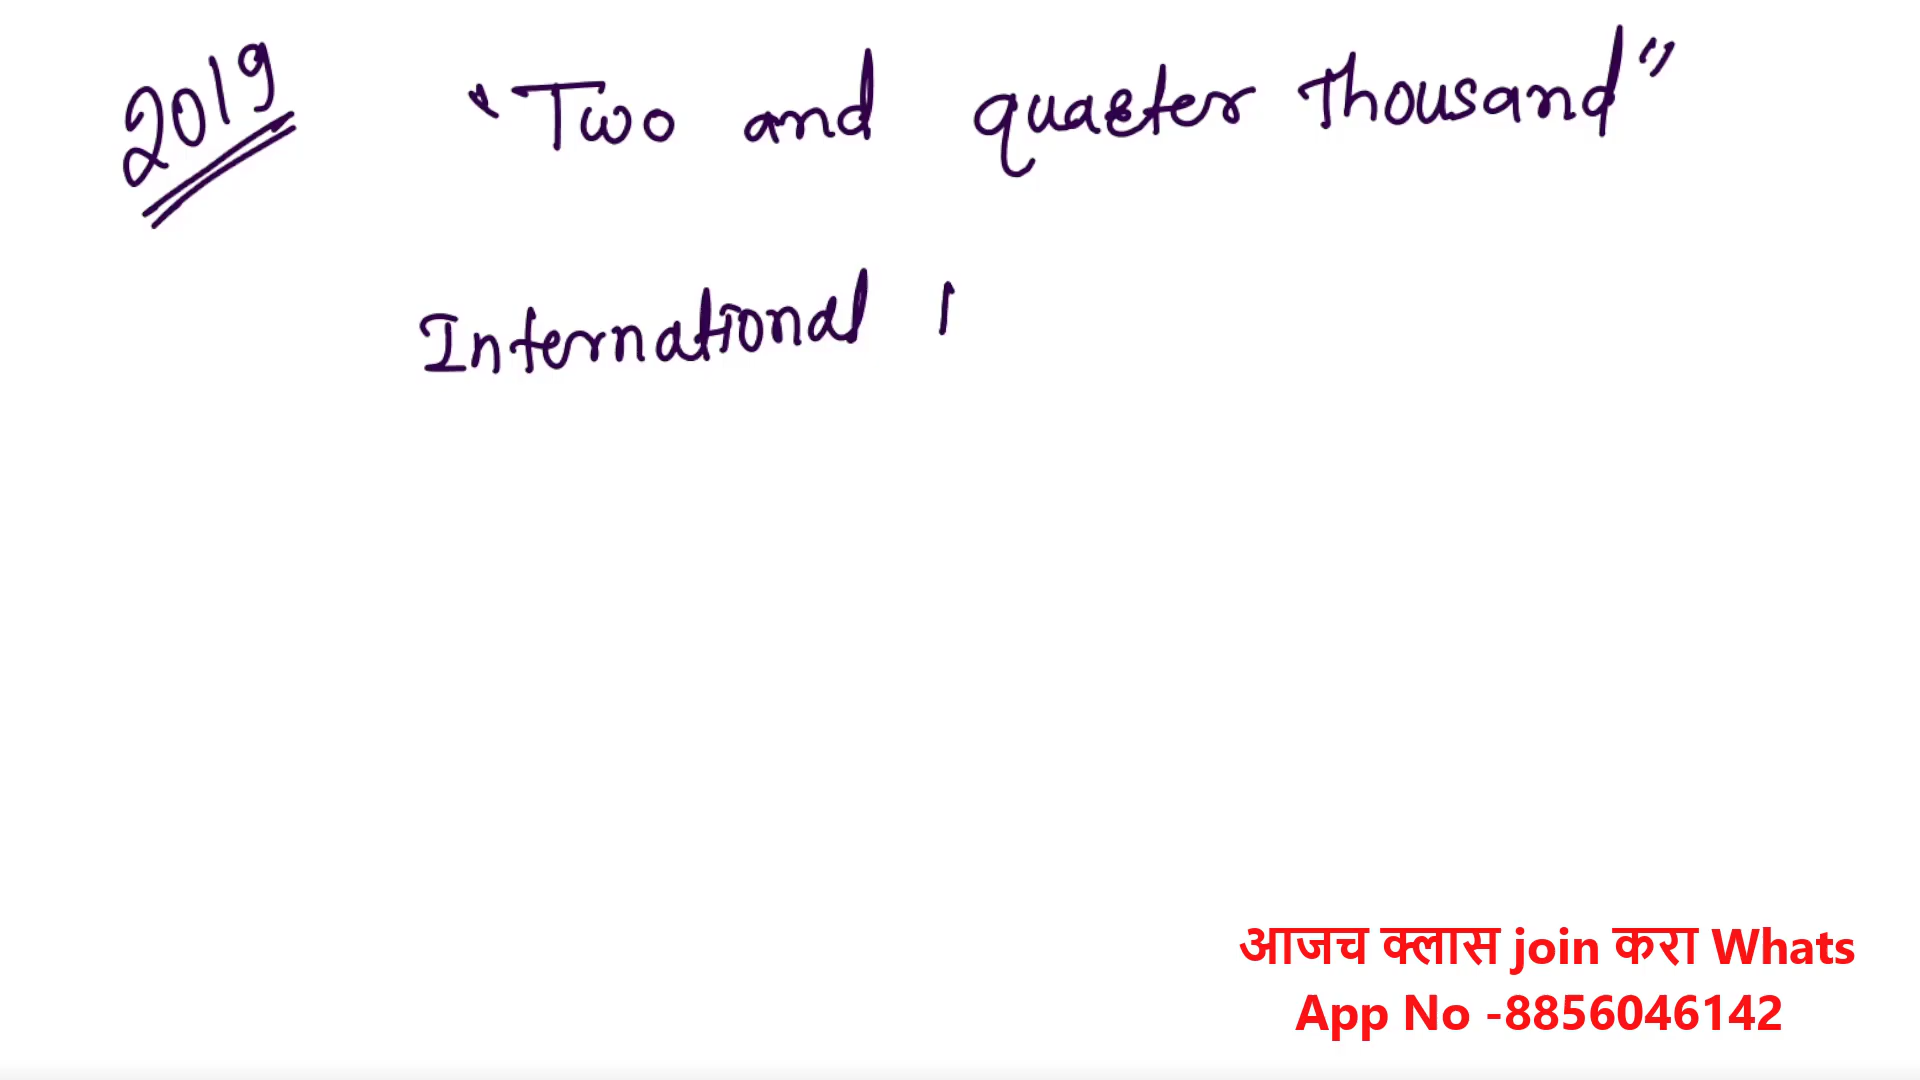 2019
"Two and quarter thousand"
International
आजच क्लास join करा Whats
App No -8856046142